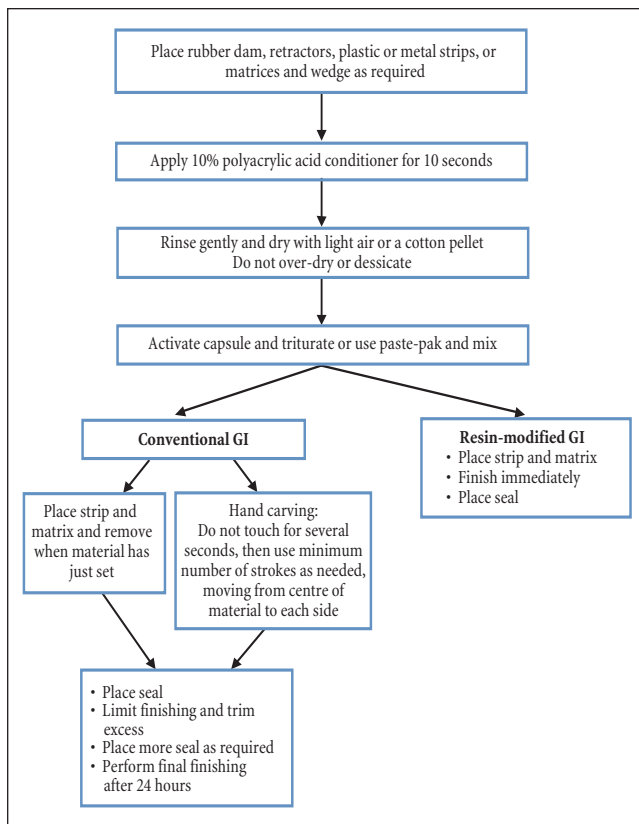 Place rubber dam, retractors, plastic or metal strips, or
matrices and wedge as required
Apply 10% polyacrylic acid conditioner for 10 seconds
Rinse gently and dry with light air or a cotton pellet
Do not over-dry or dessicate
Activate capsule and triturate or use paste-pak and mix
Conventional GI
Resin-modified GI
• Place strip and matrix
• Finish immediately
• Place seal
Place strip and
matrix and remove
when material has
just set
Hand carving:
Do not touch for several
seconds, then use minimum
number of strokes as needed,
moving from centre of
material to each side
• Place seal
• Limit finishing and trim
excess
• Place more seal as required
• Perform final finishing
after 24 hours